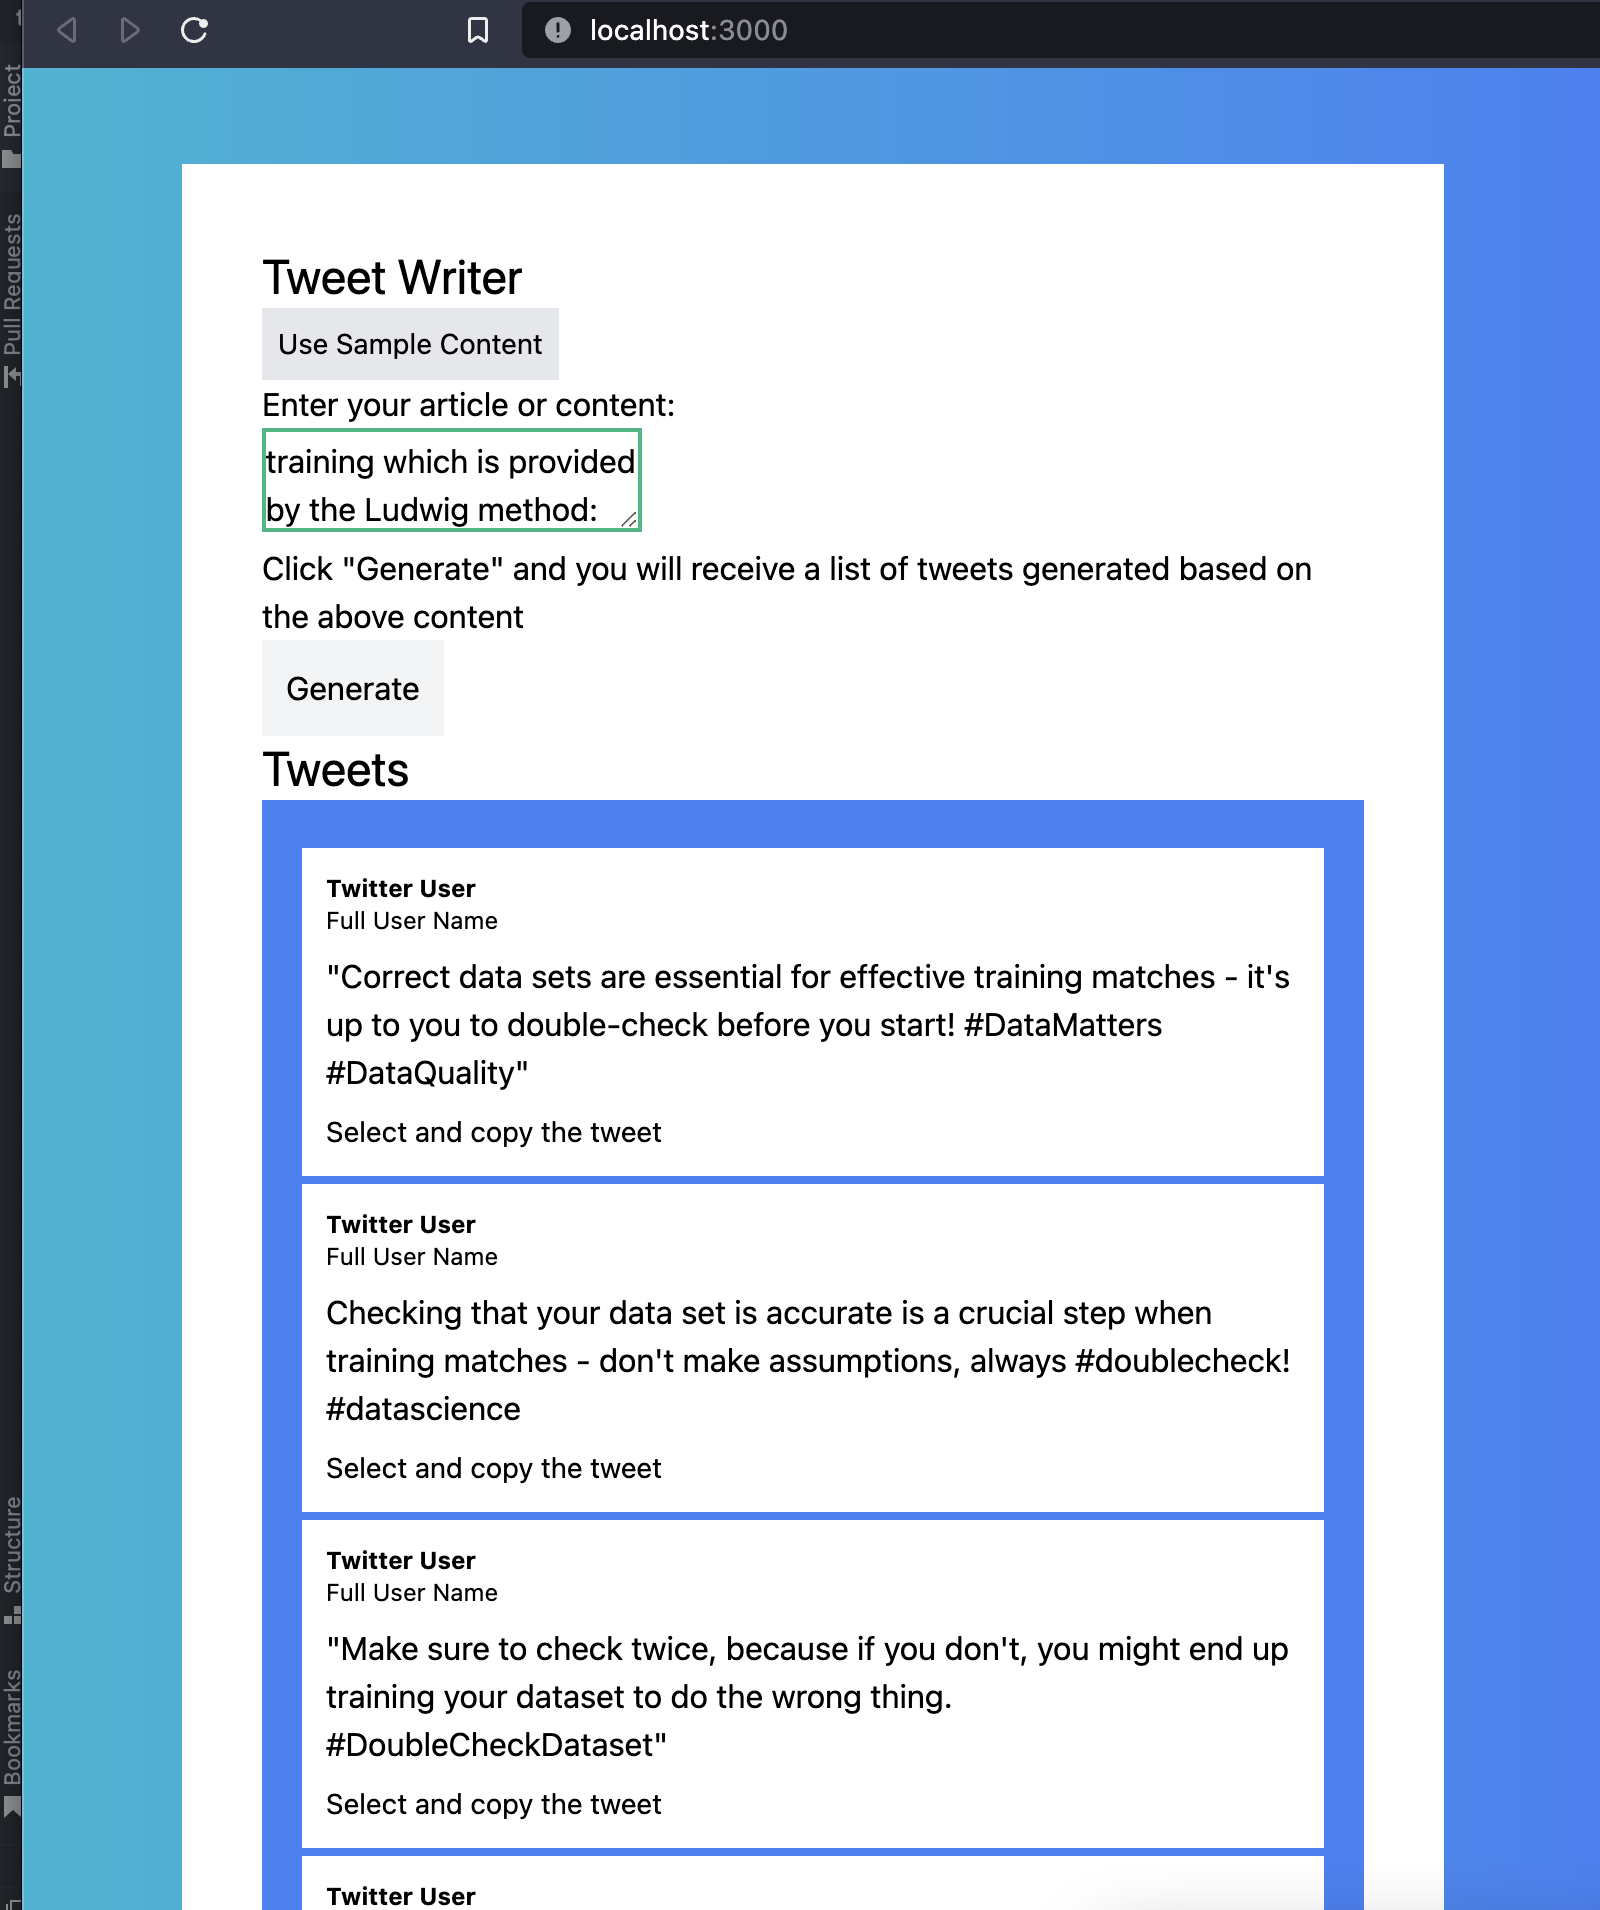 localhost:3000
Project
Pull Requests
Tweet Writer
Use Sample Content
Enter your article or content:
training which is provided
by the Ludwig method:
Click "Generate" and you will receive a list of tweets generated based on
the above content
Generate
Tweets
Twitter User
Full User Name
"Correct data sets are essential for effective training matches - it's
up to you to double-check before you start! #DataMatters
#DataQuality"
Select and copy the tweet
Twitter User
Full User Name
Checking that your data set is accurate is a crucial step when
training matches - don't make assumptions, always #doublecheck!
#datascience
Select and copy the tweet
Structure
Twitter User
Full User Name
"Make sure to check twice, because if you don't, you might end up
training your dataset to do the wrong thing.
#DoubleCheckDataset"
Select and copy the tweet
Bookmarks
Twitter User